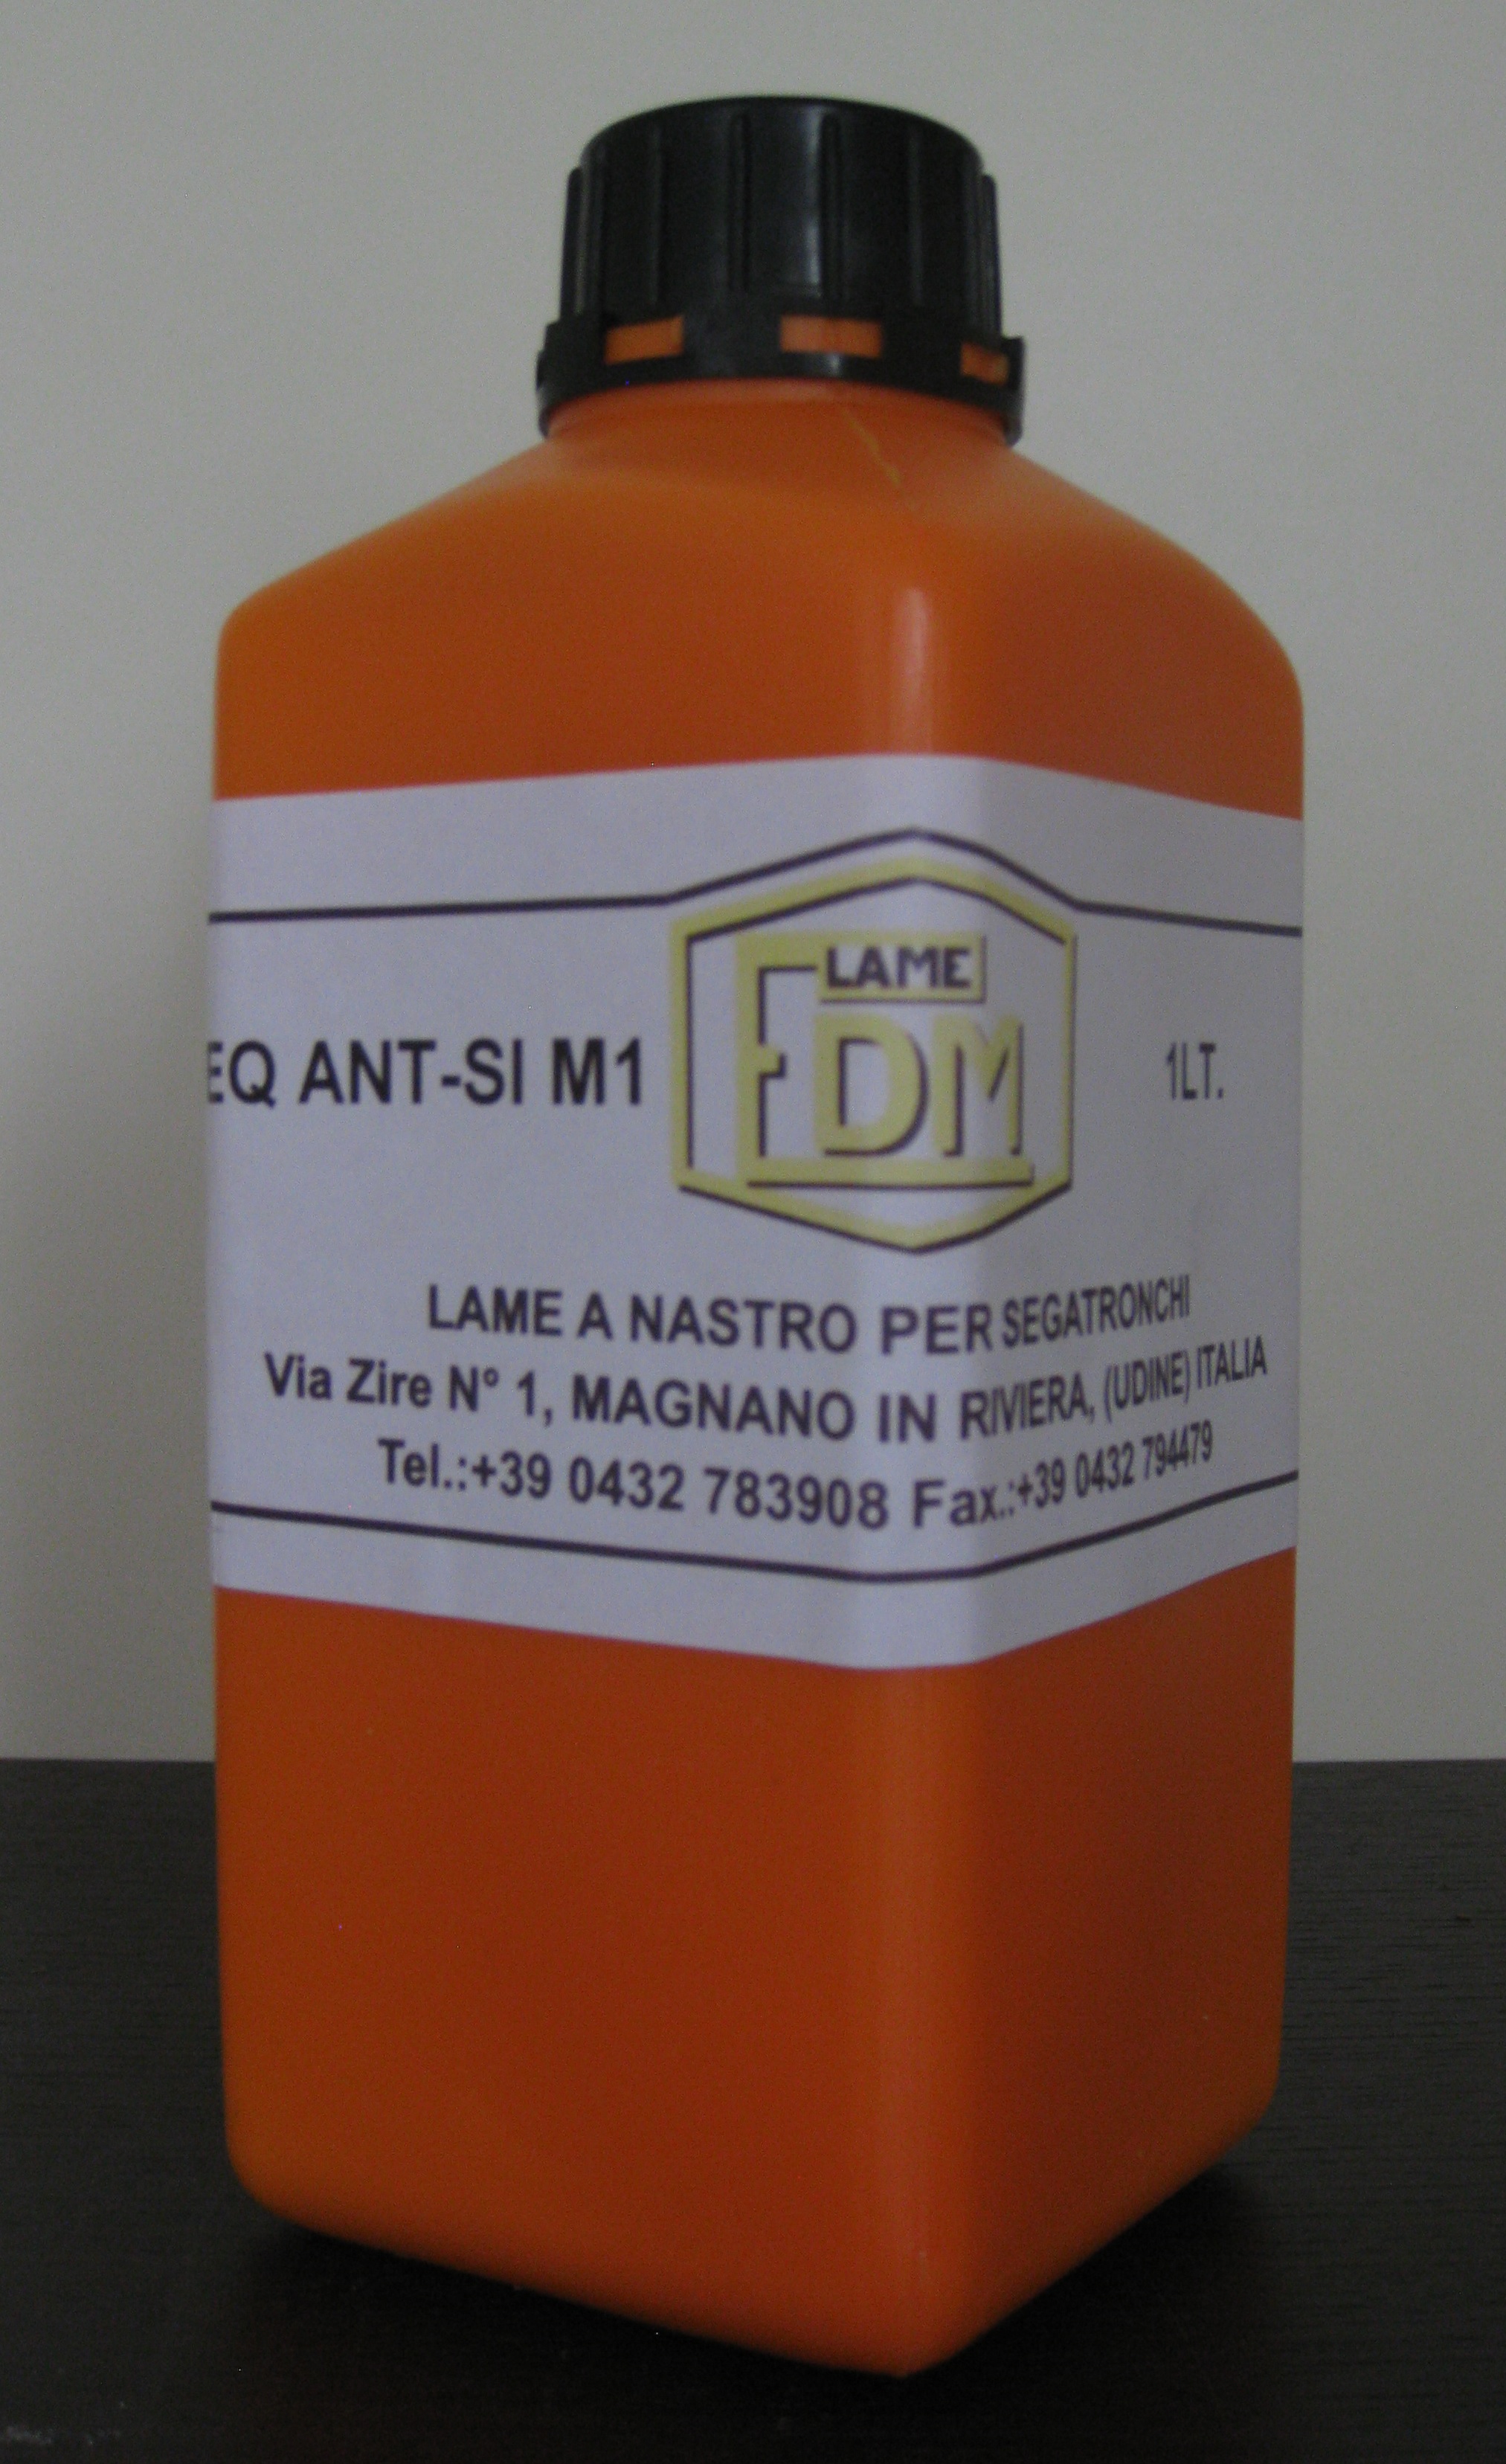 LAME
EDM
EQ ANT-SI M1
1LT.
LAME A NASTRO PER SEGATRONCHI
Via Zire N° 1, MAGNANO IN RIVIERA, (UDINE) ITALIA
Tel.:+39 0432 783908 Fax.:+39 0432 794479